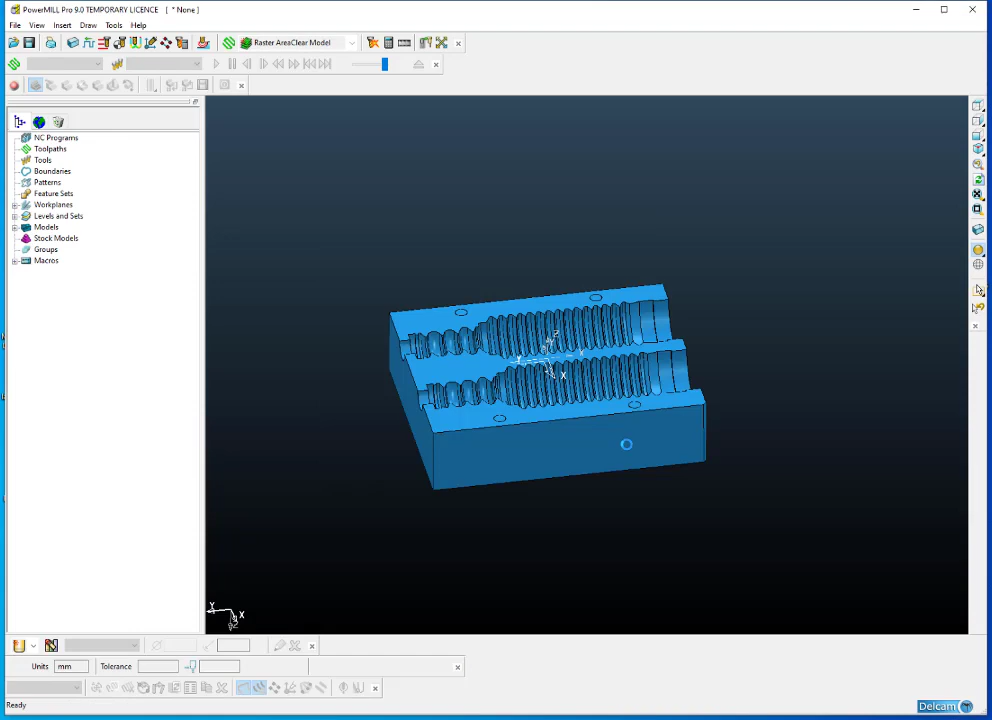 PowerMILL Pro 9.0 TEMPORARY LICENCE [ * None ]
File View Insert Draw Tools Help
Raster AreaClear Model
NC Programs
Toolpaths
Tools
Boundaries
Patterns
Feature Sets
Workplanes
Levels and Sets
Models
Stock Models
Groups
Macros
Z
Y X
X
Y
X
Units mm Tolerance
Ready
Delcam